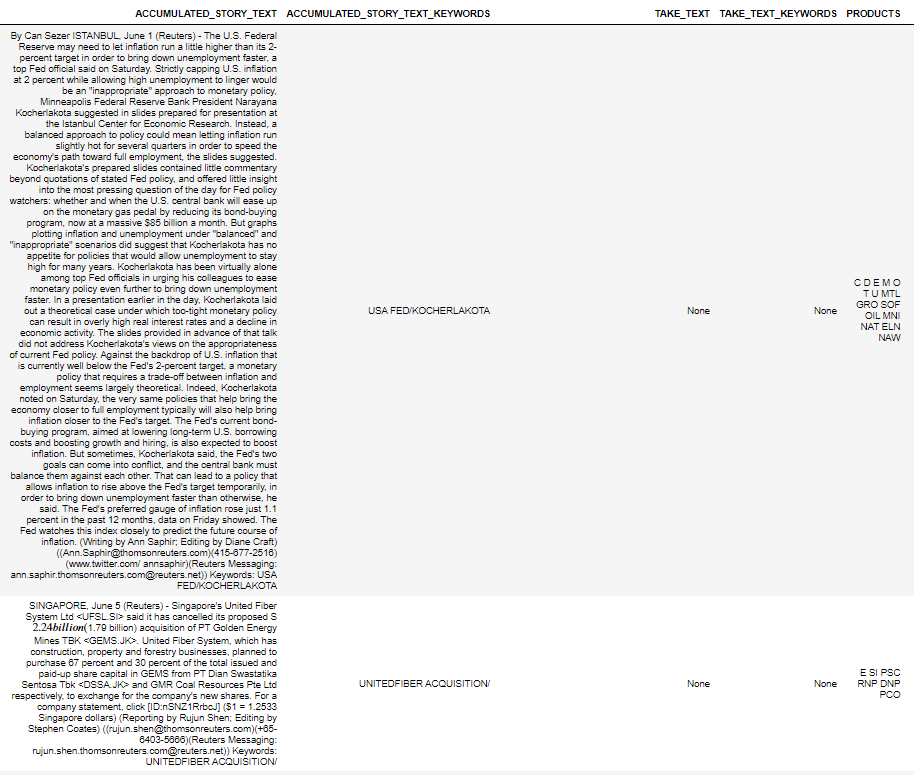 ACCUMULATED_STORY_TEXT ACCUMULATED_STORY_TEXT_KEYWORDS TAKE_TEXT TAKE_TEXT_KEYWORDS PRODUCTS
By Can Sezer ISTANBUL, June 1 (Reuters) - The U.S. Federal
Reserve may need to let inflation run a little higher than its 2-
percent target in order to bring down unemployment faster, a
top Fed official said on Saturday. Strictly capping U.S. inflation
at 2 percent while allowing high unemployment to linger would
be an "inappropriate" approach to monetary policy,
Minneapolis Federal Reserve Bank President Narayana
Kocherlakota suggested in slides prepared for presentation at
the Istanbul Center for Economic Research. Instead, a
balanced approach to policy could mean letting inflation run
slightly hot for several quarters in order to speed the
economy's path toward full employment, the slides suggested.
Kocherlakota's prepared slides contained little commentary
beyond quotations of stated Fed policy, and offered little insight
into the most pressing question of the day for Fed policy
watchers: whether and when the U.S. central bank will ease up
on the monetary gas pedal by reducing its bond-buying
program, now at a massive $85 billion a month. But graphs
plotting inflation and unemployment under "balanced" and
"inappropriate" scenarios did suggest that Kocherlakota has no
appetite for policies that would allow unemployment to stay
high for many years. Kocherlakota has been virtually alone
among top Fed officials in urging his colleagues to ease
monetary policy even further to bring down unemployment
faster. In a presentation earlier in the day, Kocherlakota laid
out a theoretical case under which too-tight monetary policy
can result in overly high real interest rates and a decline in
economic activity. The slides provided in advance of that talk
did not address Kocherlakota's views on the appropriateness
of current Fed policy. Against the backdrop of U.S. inflation that
is currently well below the Fed's 2-percent target, a monetary
policy that requires a trade-off between inflation and
employment seems largely theoretical. Indeed, Kocherlakota
noted on Saturday, the very same policies that help bring the
economy closer to full employment typically will also help bring
inflation closer to the Fed's target. The Fed's current bond-
buying program, aimed at lowering long-term U.S. borrowing
costs and boosting growth and hiring, is also expected to boost
inflation. But sometimes, Kocherlakota said, the Fed's two
goals can come into conflict, and the central bank must
balance them against each other. That can lead to a policy that
allows inflation to rise above the Fed's target temporarily, in
order to bring down unemployment faster than otherwise, he
said. The Fed's preferred gauge of inflation rose just 1.1
percent in the past 12 months, data on Friday showed. The
Fed watches this index closely to predict the future course of
inflation. (Writing by Ann Saphir; Editing by Diane Craft)
((Ann.Saphir@thomsonreuters.com)(415-677-2516)
(www.twitter.com/ annsaphir)(Reuters Messaging:
ann.saphir.thomsonreuters.com@reuters.net)) Keywords: USA
FED/KOCHERLAKOTA
USA FED/KOCHERLAKOTA
None
None
C D E M O
T U MTL
GRO SOF
OIL MNI
NAT ELN
NAW
SINGAPORE, June 5 (Reuters) - Singapore's United Fiber
System Ltd <UFSL.SI> said it has cancelled its proposed S
2.24billion(1.79 billion) acquisition of PT Golden Energy
Mines TBK <GEMS.JK>. United Fiber System, which has
construction, property and forestry businesses, planned to
purchase 67 percent and 30 percent of the total issued and
paid-up share capital in GEMS from PT Dian Swastatika
Sentosa Tbk <DSSA.JK> and GMR Coal Resources Pte Ltd
respectively, to exchange for the company's new shares. For a
company statement, click [ID:nSNZ1RrbcJ] ($1 = 1.2533
Singapore dollars) (Reporting by Rujun Shen; Editing by
Stephen Coates) ((rujun.shen@thomsonreuters.com)(+65-
6403-5666)(Reuters Messaging:
rujun.shen.thomsonreuters.com@reuters.net)) Keywords:
UNITEDFIBER ACQUISITION/
UNITEDFIBER ACQUISITION/
None
None
E SI PSC
RNP DNP
PCO